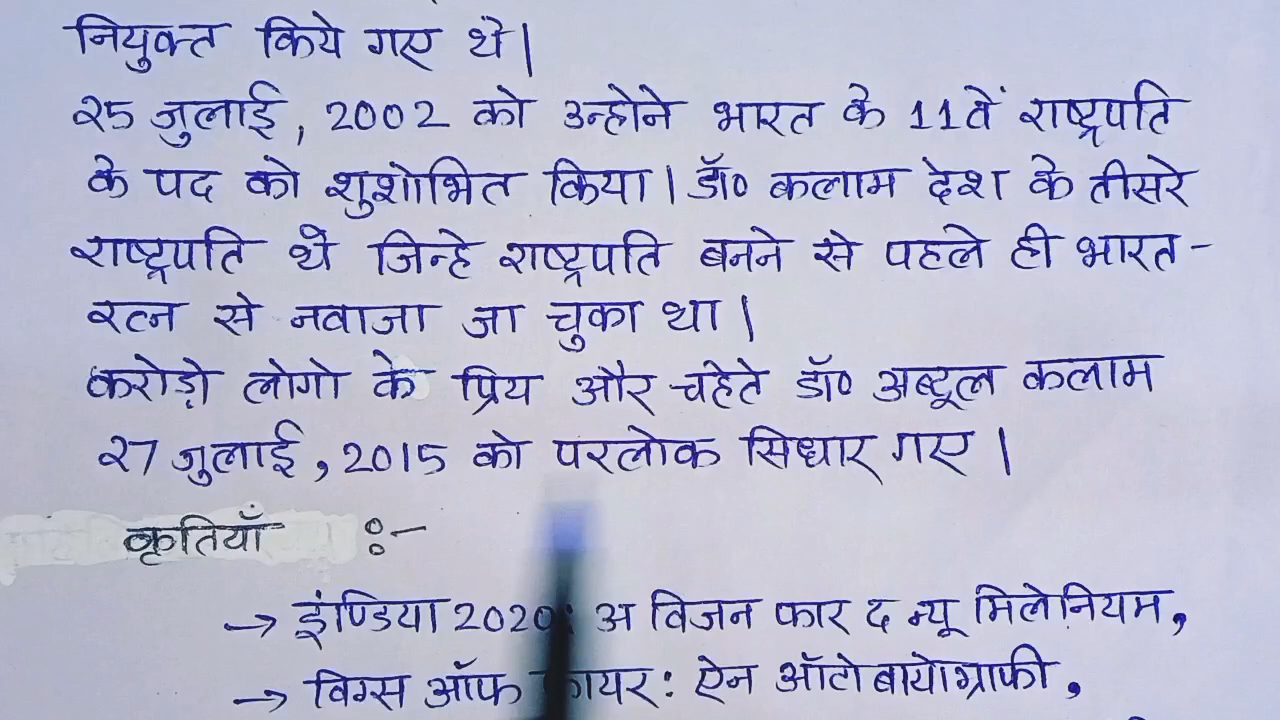 नियुक्त किये गए थे।
25 जुलाई, 2002 को उन्होने भारत के 11वें राष्ट्रपति
के पद को शुशोभित किया। डॉ० कलाम देश के तीसरे
राष्ट्रपति थे जिन्हे राष्ट्रपति बनने से पहले ही भारत-
रत्न से नवाजा जा चुका था।
करोड़ो लोगो के प्रिय और चहेते डॉ० अब्दूल कलाम
27 जुलाई, 2015 को परलोक सिधार गए।
कृतियाँ :-
→ इंण्डिया 2020: अ विजन फार द न्यू मिलेनियम,
→ विग्स ऑफ फायर: ऐन ऑटोबायोग्राफी,